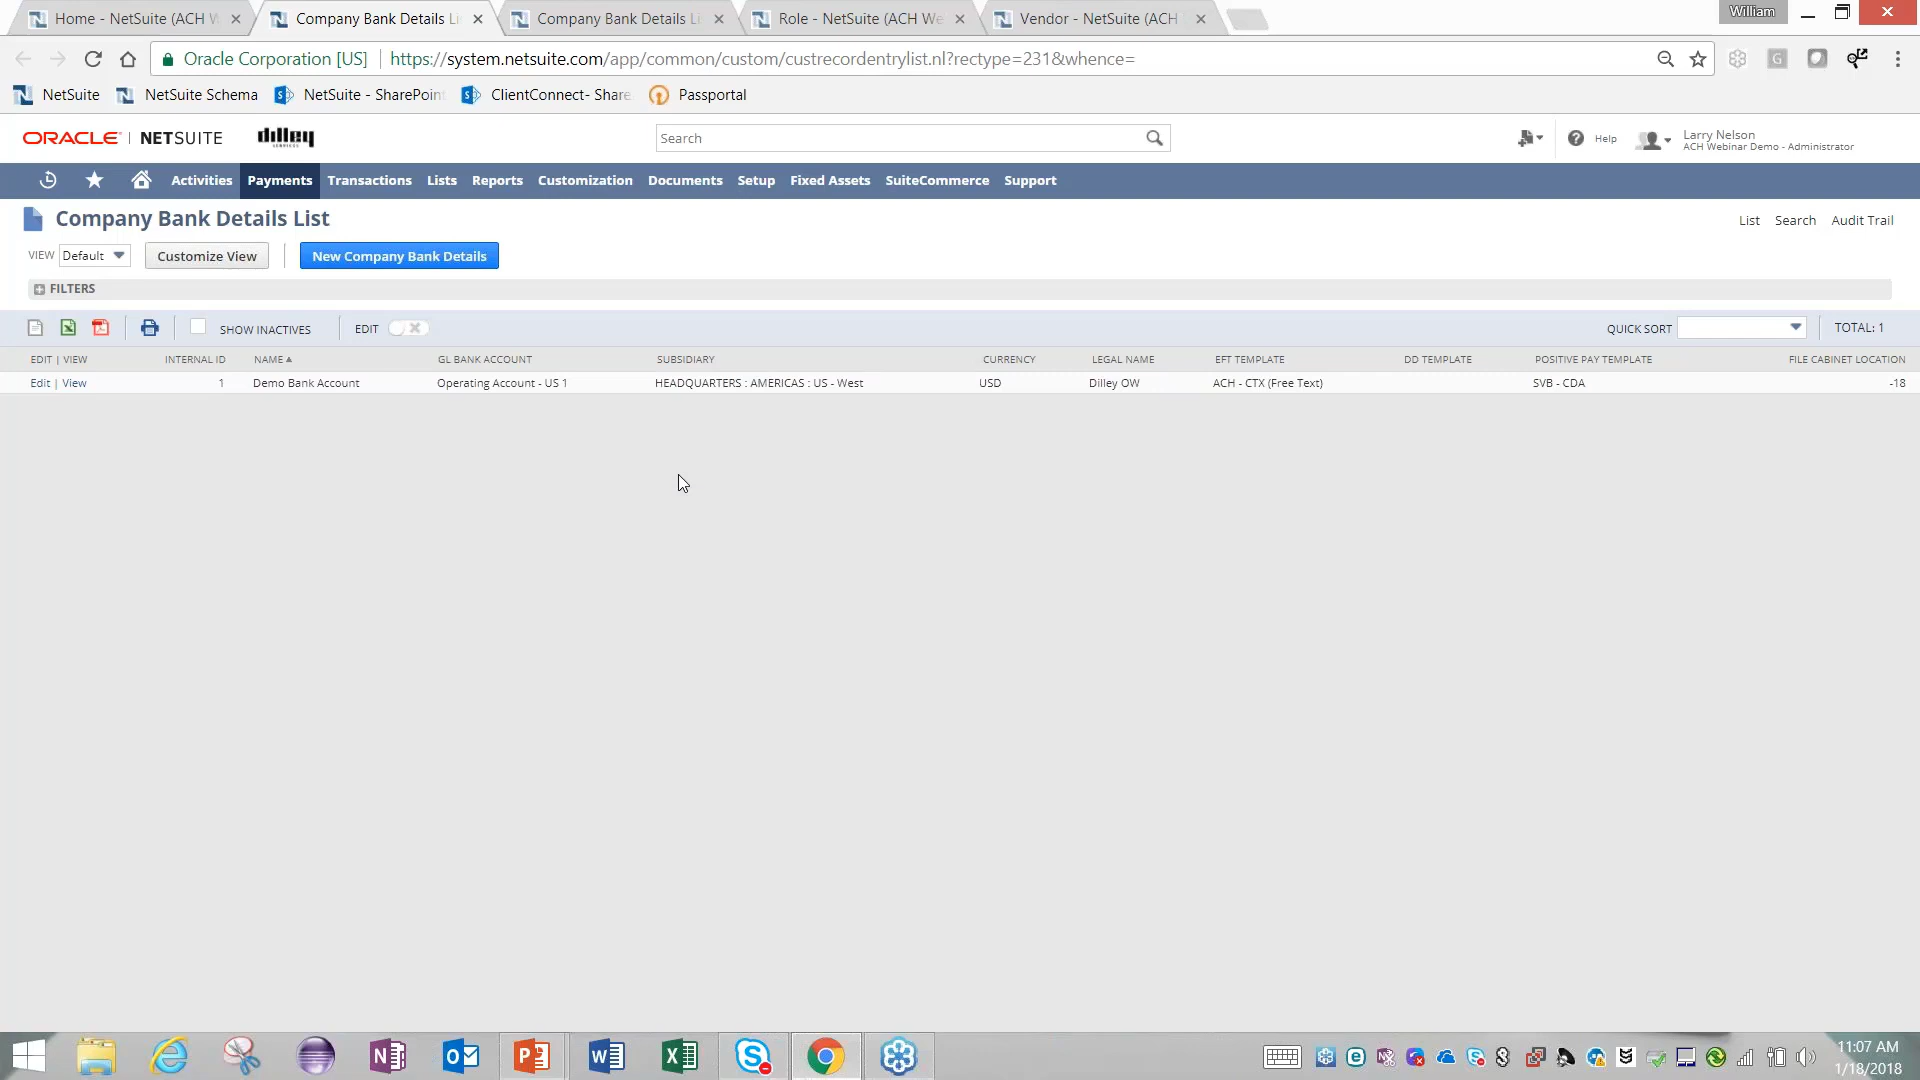 Home - NetSuite (ACH W
Company Bank Details Li
Company Bank Details Li
Role - NetSuite (ACH We
Vendor - NetSuite (ACH
William
Oracle Corporation [US]
https://system.netsuite.com/app/common/custom/custrecordentrylist.nl?rectype=231&whence=
NetSuite
NetSuite Schema
NetSuite - SharePoint
ClientConnect- Share
Passportal
ORACLE | NETSUITE
dilley
SERVICES
Search
Help
Larry Nelson
ACH Webinar Demo - Administrator
Activities Payments Transactions Lists Reports Customization Documents Setup Fixed Assets SuiteCommerce Support
Company Bank Details List
List Search Audit Trail
VIEW Default Customize View New Company Bank Details
FILTERS
SHOW INACTIVES EDIT QUICK SORT TOTAL: 1
EDIT | VIEW INTERNAL ID NAME GL BANK ACCOUNT SUBSIDIARY CURRENCY LEGAL NAME EFT TEMPLATE DD TEMPLATE POSITIVE PAY TEMPLATE FILE CABINET LOCATION
Edit | View 1 Demo Bank Account Operating Account - US 1 HEADQUARTERS : AMERICAS : US - West USD Dilley OW ACH - CTX (Free Text) SVB - CDA -18
11:07 AM
1/18/2018